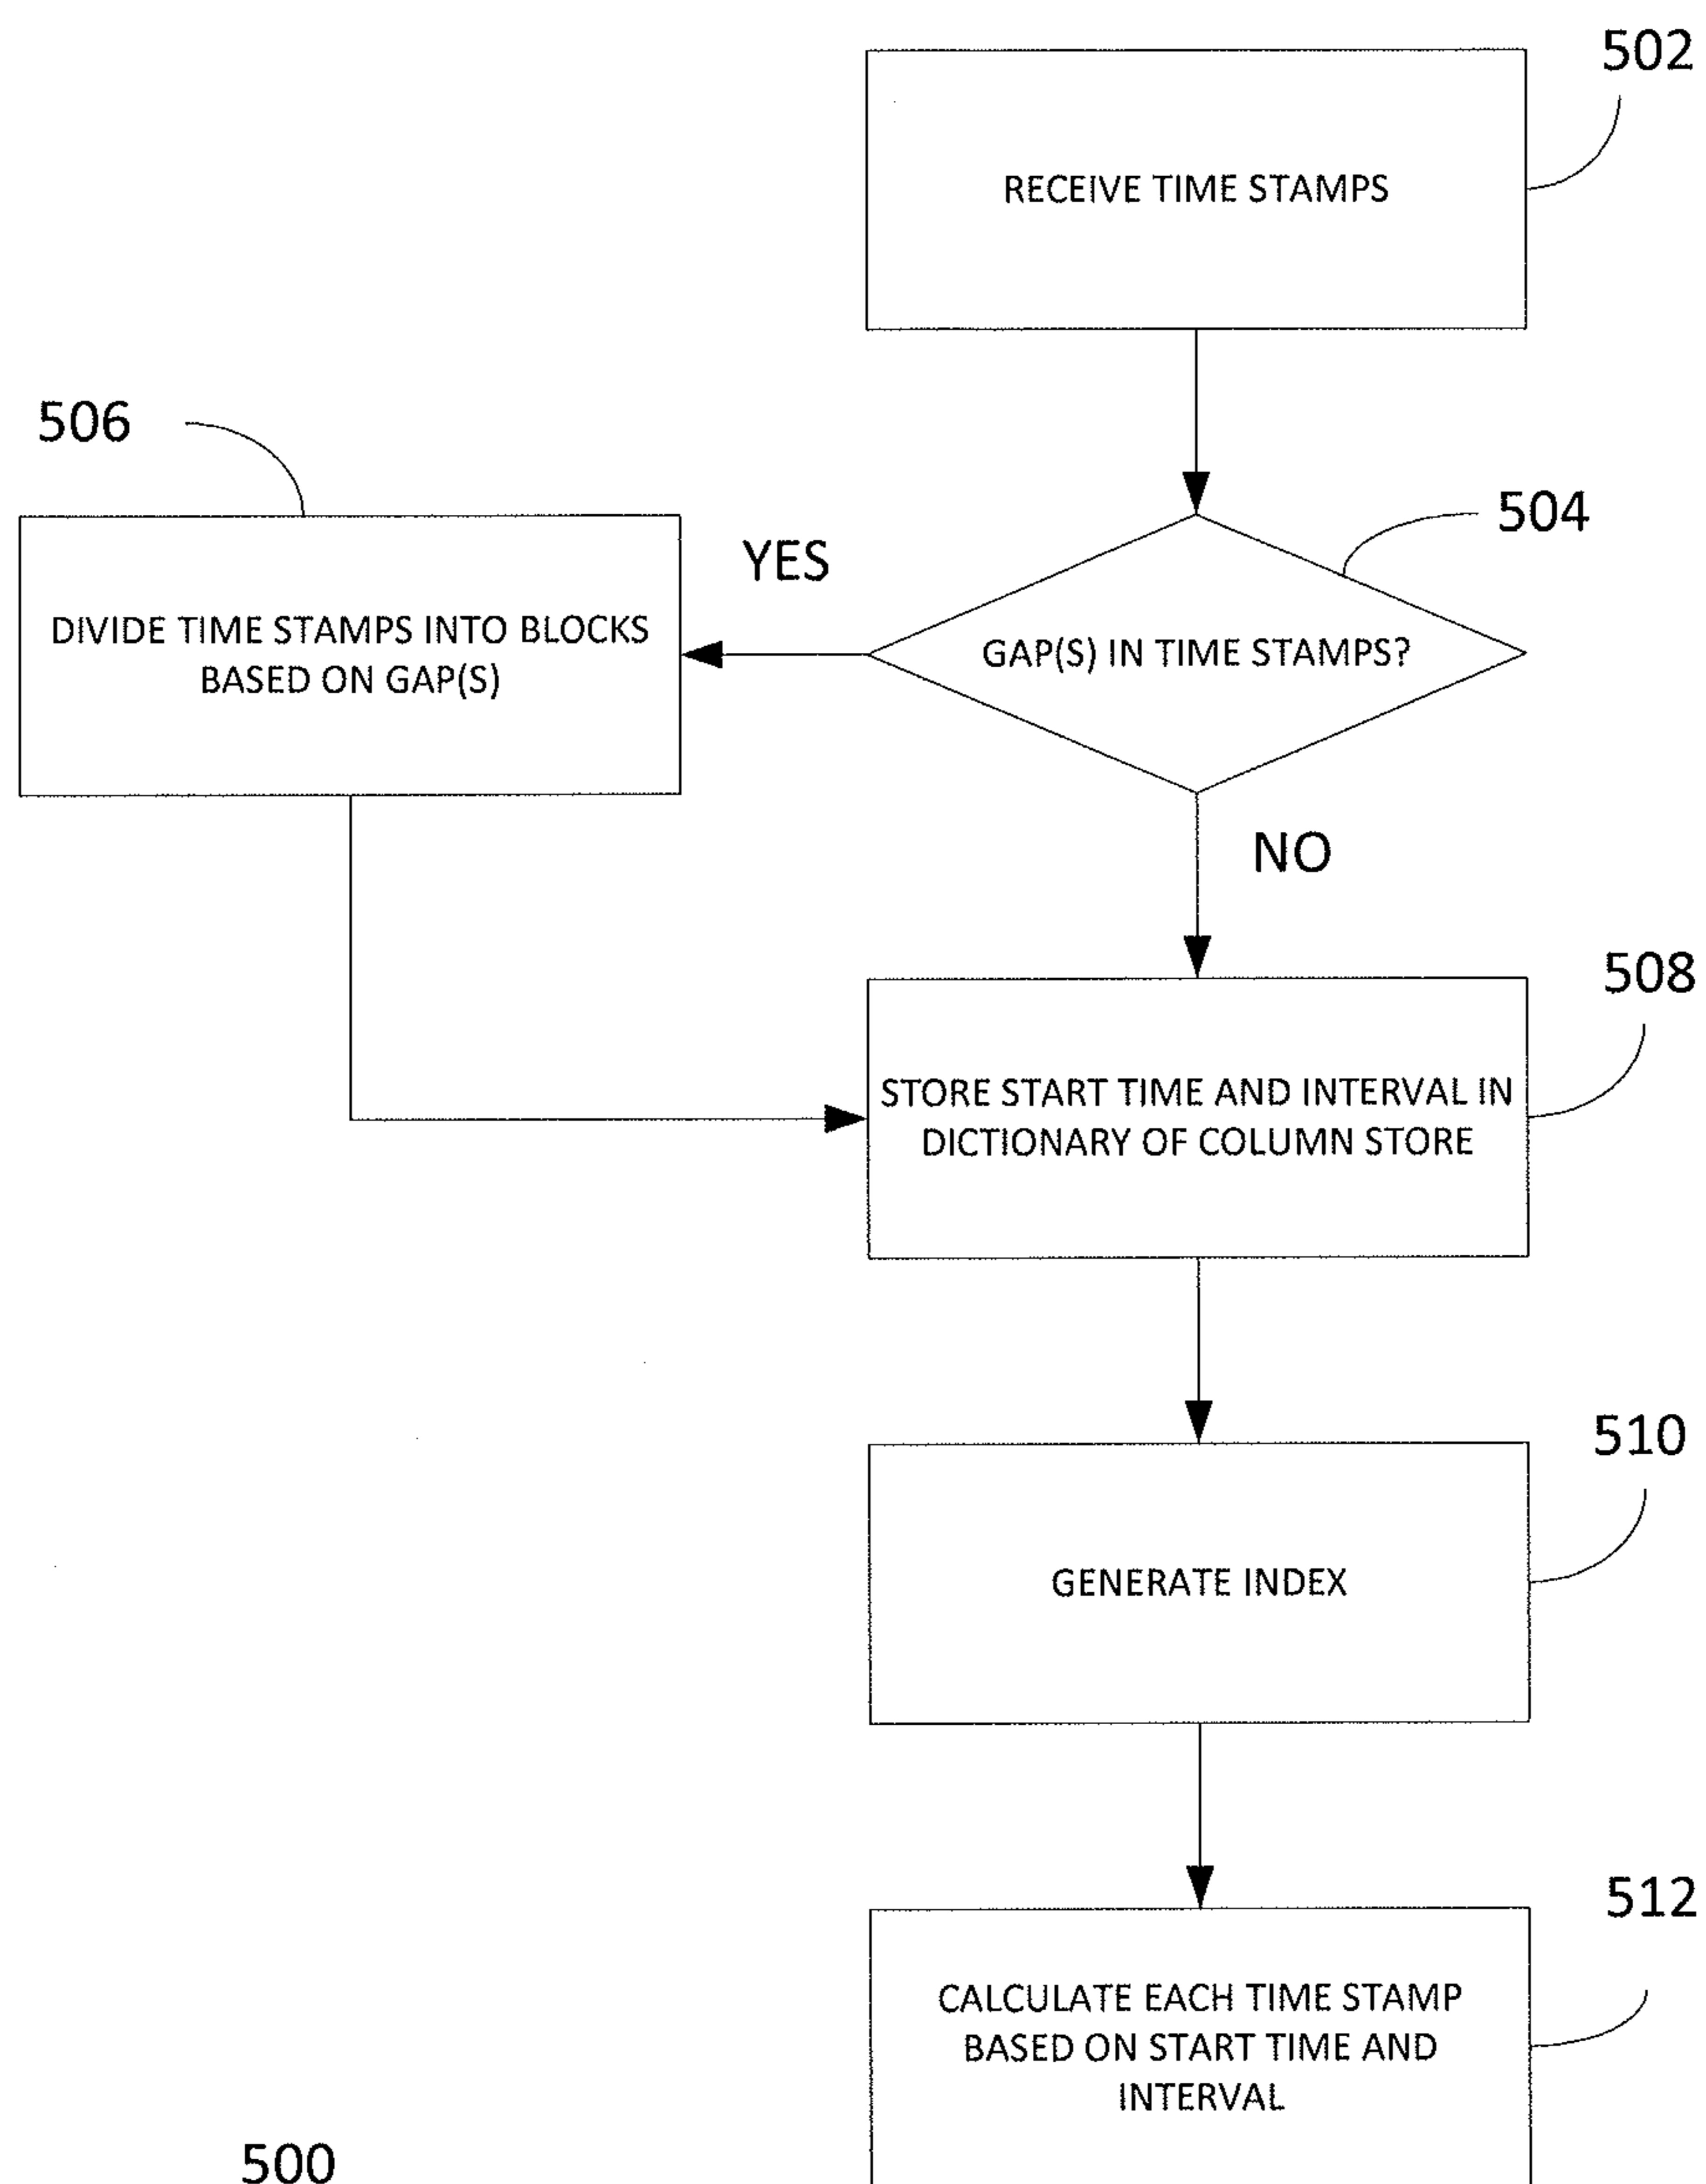 502
RECEIVE TIME STAMPS
506
504
YES
DIVIDE TIME STAMPS INTO BLOCKS
BASED ON GAP(S)
GAP(S) IN TIME STAMPS?
NO
508
STORE START TIME AND INTERVAL IN
DICTIONARY OF COLUMN STORE
510
GENERATE INDEX
512
CALCULATE EACH TIME STAMP
BASED ON START TIME AND
INTERVAL
500